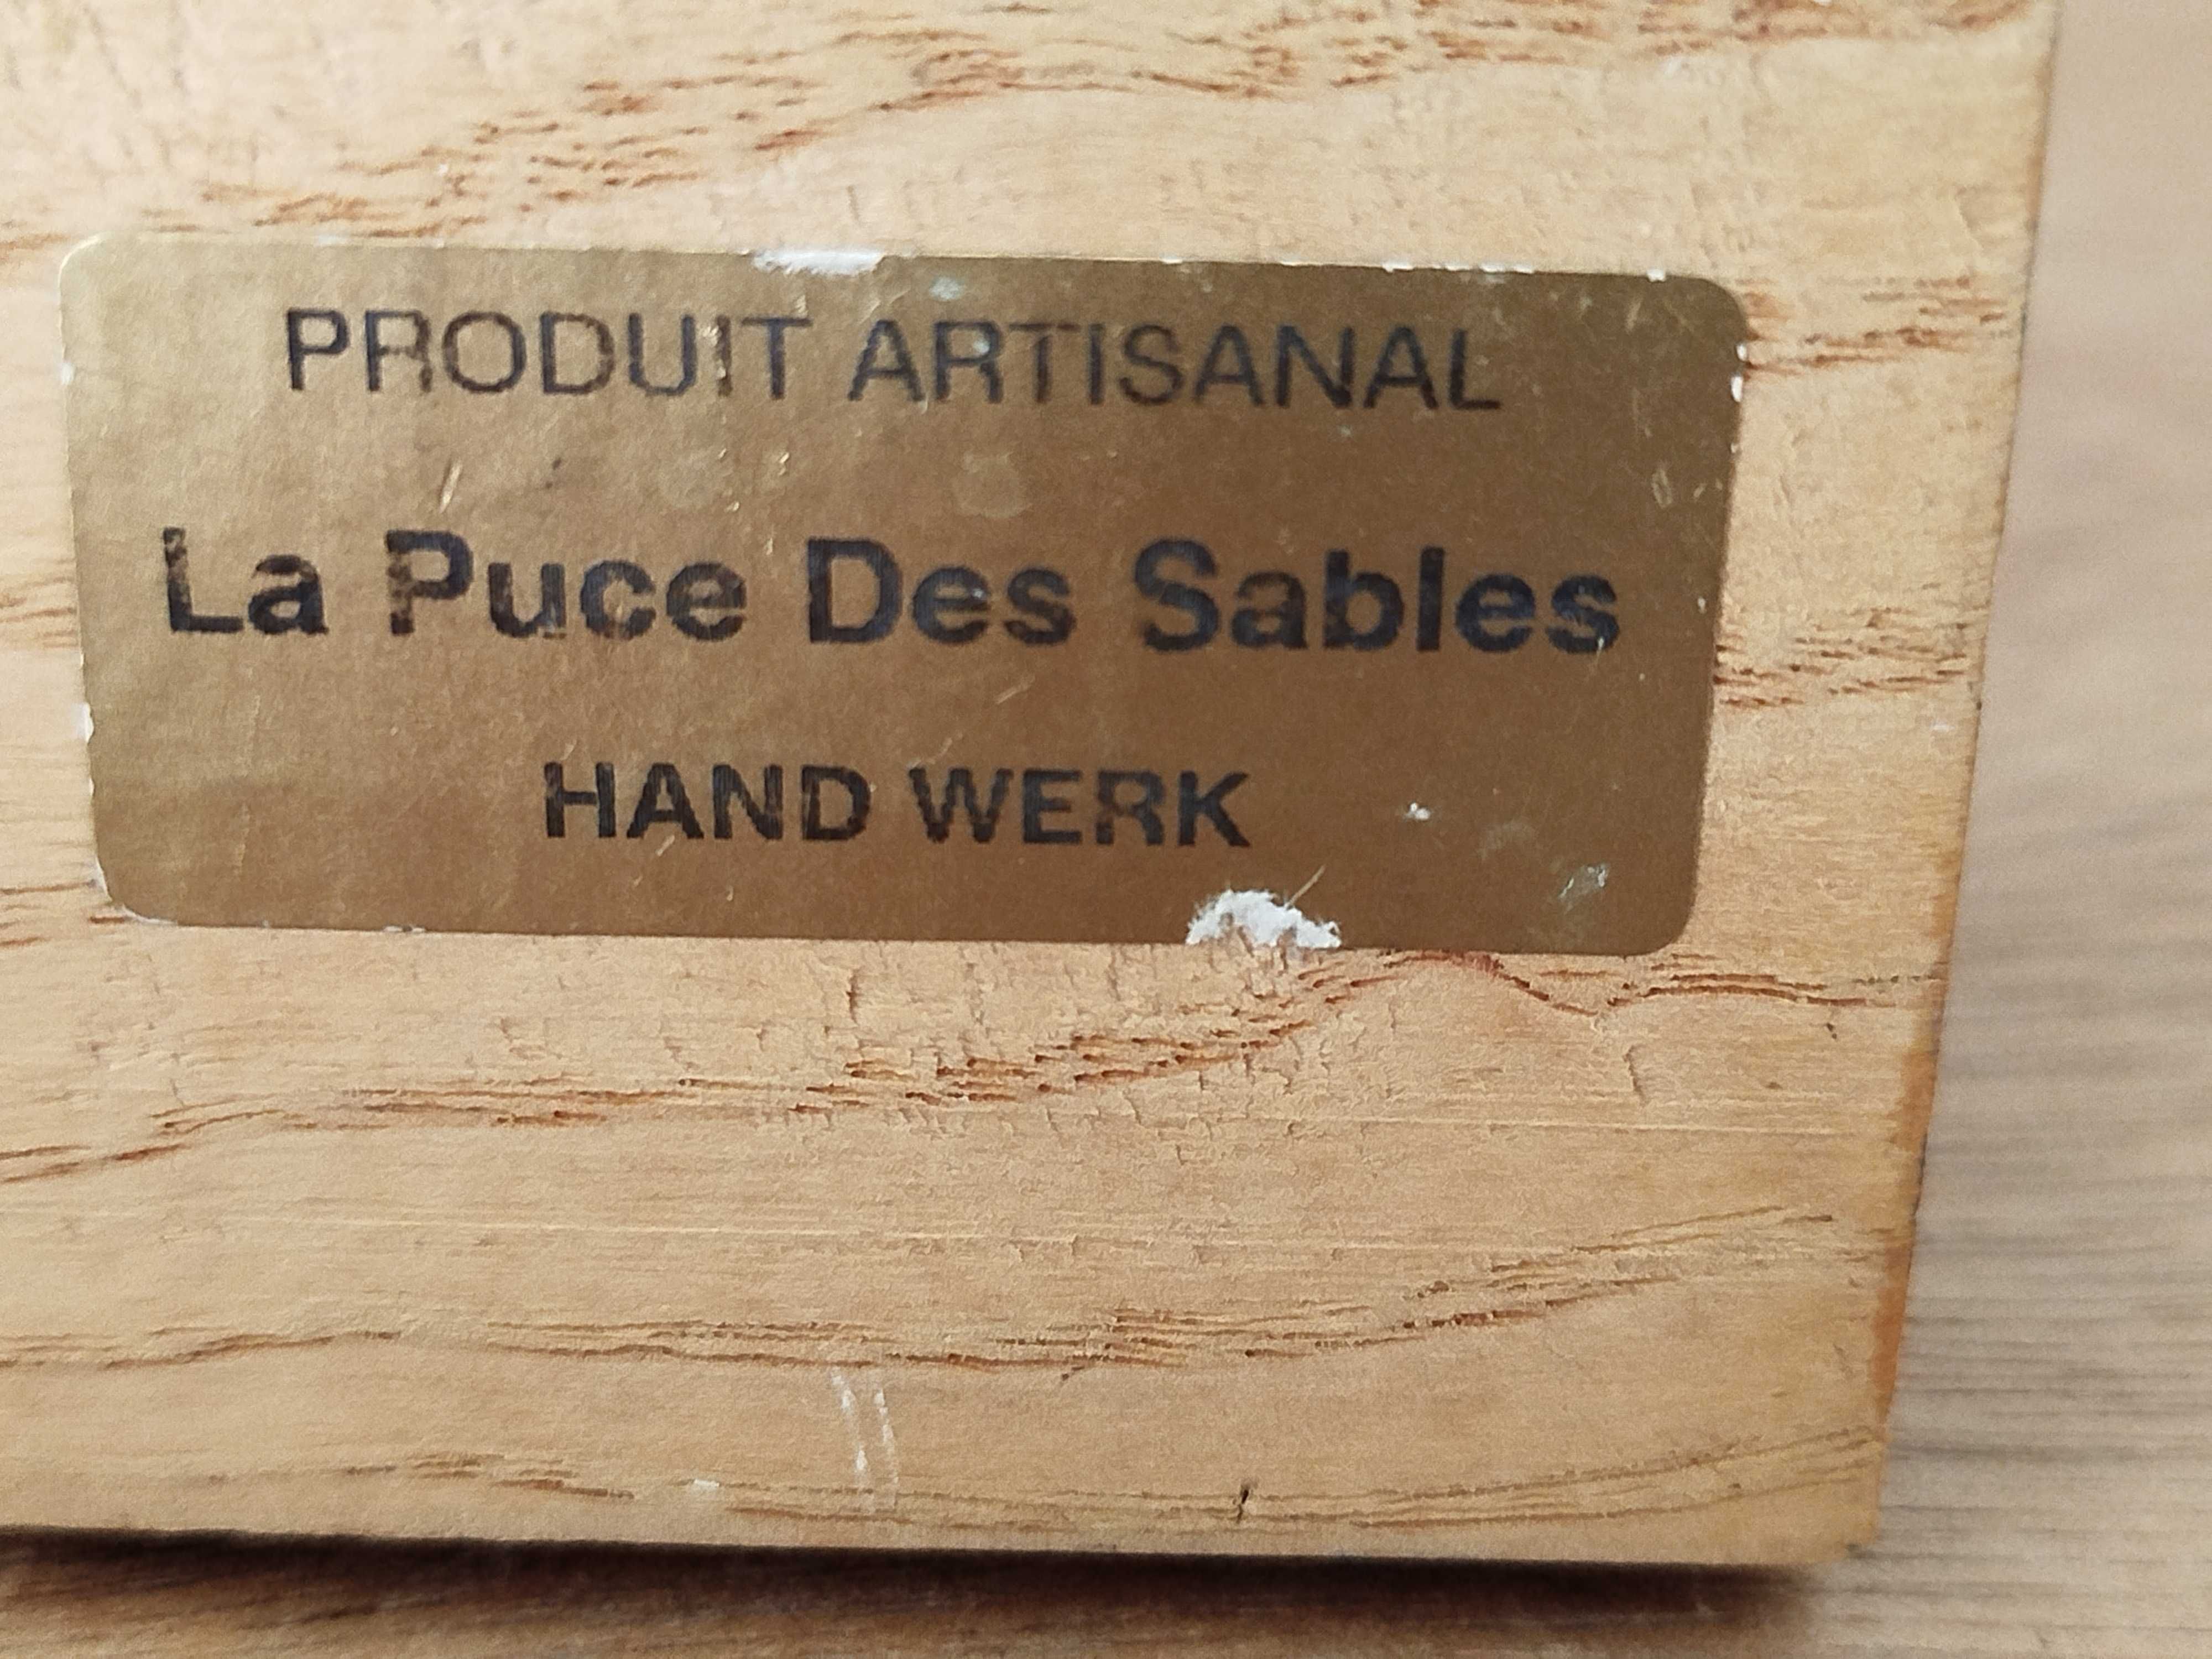 PRODUIT ARTISANAL
La Puce Des Sables
HAND WERK